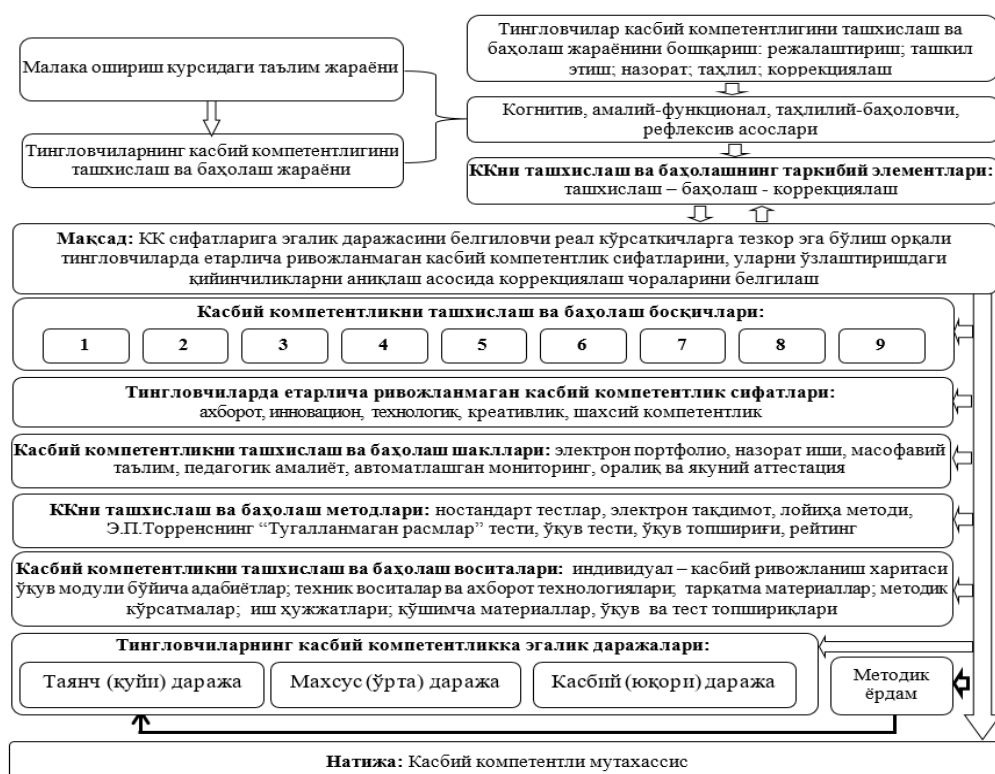 Малака ошириш курсидаги таълим жараёни
Тингловчиларнинг касбий компетентлигини
ташхислаш ва баҳолаш жараёни
Тингловчилар касбий компетентлигини ташхислаш ва
баҳолаш жараёнини бошқариш: режалаштириш; ташкил
этиш; назорат; таҳлил; коррекциялаш
Когнитив, амалий-функционал, таҳлилий-баҳоловчи,
рефлексив асослари
ККни ташхислаш ва баҳолашнинг таркибий элементлари:
ташхислаш – баҳолаш - коррекциялаш
Мақсад: КК сифатларига эгалик даражасини белгиловчи реал кўрсаткичларга тезкор эга бўлиш орқали
тингловчиларда етарлича ривожланмаган касбий компетентлик сифатларини, уларни ўзлаштиришдаги
қийинчиликларни аниқлаш асосида коррекциялаш чораларини белгилаш
Касбий компетентликни ташхислаш ва баҳолаш босқичлари:
1 2 3 4 5 6 7 8 9
Тингловчиларда етарлича ривожланмаган касбий компетентлик сифатлари:
ахборот, инновацион, технологик, креативлик, шахсий компетентлик
Касбий компетентликни ташхислаш ва баҳолаш шакллари: электрон портфолио, назорат иши, масофавий
таълим, педагогик амалиёт, автоматлашган мониторинг, оралиқ ва якуний аттестация
ККни ташхислаш ва баҳолаш методлари: ностандарт тестлар, электрон тақдимот, лойиҳа методи,
Э.П.Торренснинг “Тугалланмаган расмлар” тести, ўқув тести, ўқув топшириғи, рейтинг
Касбий компетентликни ташхислаш ва баҳолаш воситалари: индивидуал – касбий ривожланиш харитаси
ўқув модули бўйича адабиётлар; техник воситалар ва ахборот технологиялари; тарқатма материаллар; методик
кўрсатмалар; иш ҳужжатлари; қўшимча материаллар, ўқув ва тест топшириқлари
Тингловчиларнинг касбий компетентликка эгалик даражалари:
Таянч (қуйи) даража
Махсус (ўрта) даража
Касбий (юқори) даража
Методик
ёрдам
Натижа: Касбий компетентли мутахассис